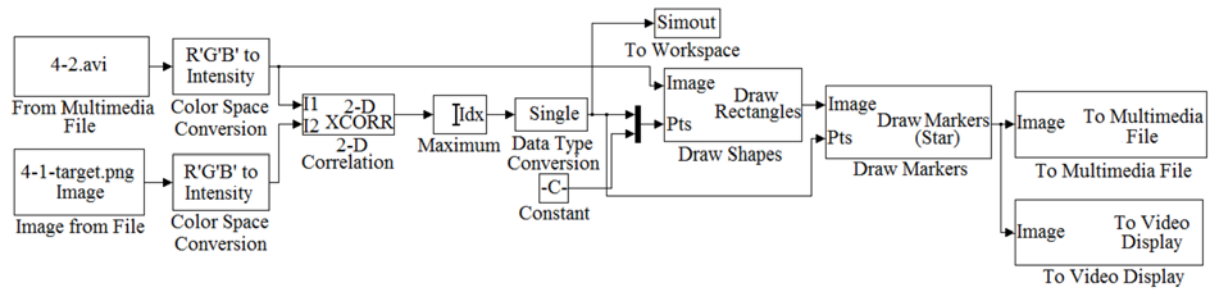 4-2.avi
From Multimedia
File
R'G'B' to
Intensity
Color Space
Conversion
4-1-target.png
Image
Image from File
R'G'B' to
Intensity
Color Space
Conversion
I1
I2
2-D
XCORR
2-D
Correlation
Idx
Maximum
Single
Data Type
Conversion
-C-
Constant
Simout
To Workspace
Image
Pts
Draw
Rectangles
Draw Shapes
Image
Pts
Draw Markers
(Star)
Draw Markers
Image
To Multimedia
File
To Multimedia File
Image
To Video
Display
To Video Display